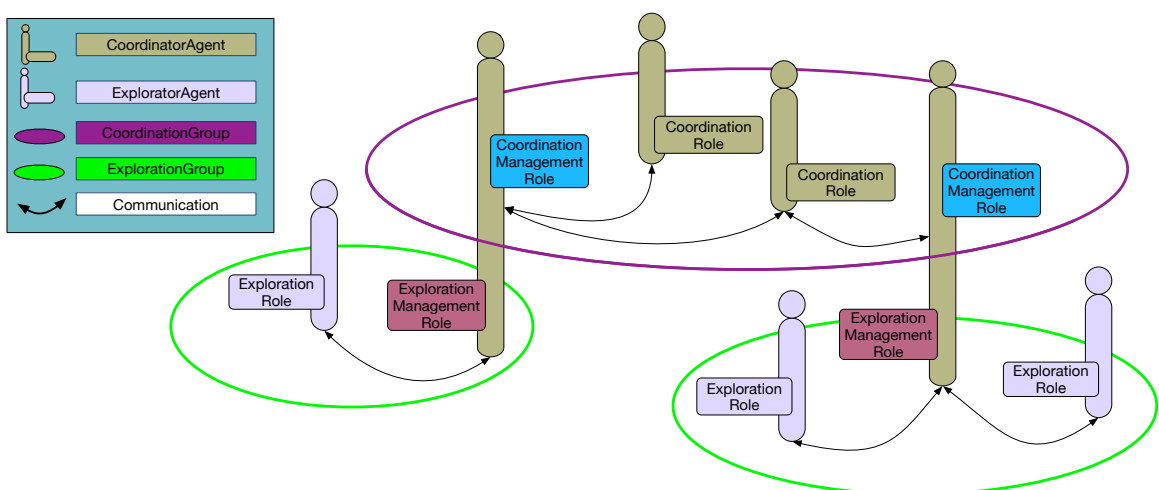 CoordinatorAgent
ExploratorAgent
CoordinationGroup
ExplorationGroup
Communication
Coordination
Management
Role
Coordination
Role
Coordination
Role
Coordination
Management
Role
Exploration
Role
Exploration
Management
Role
Exploration
Management
Role
Exploration
Role
Exploration
Role